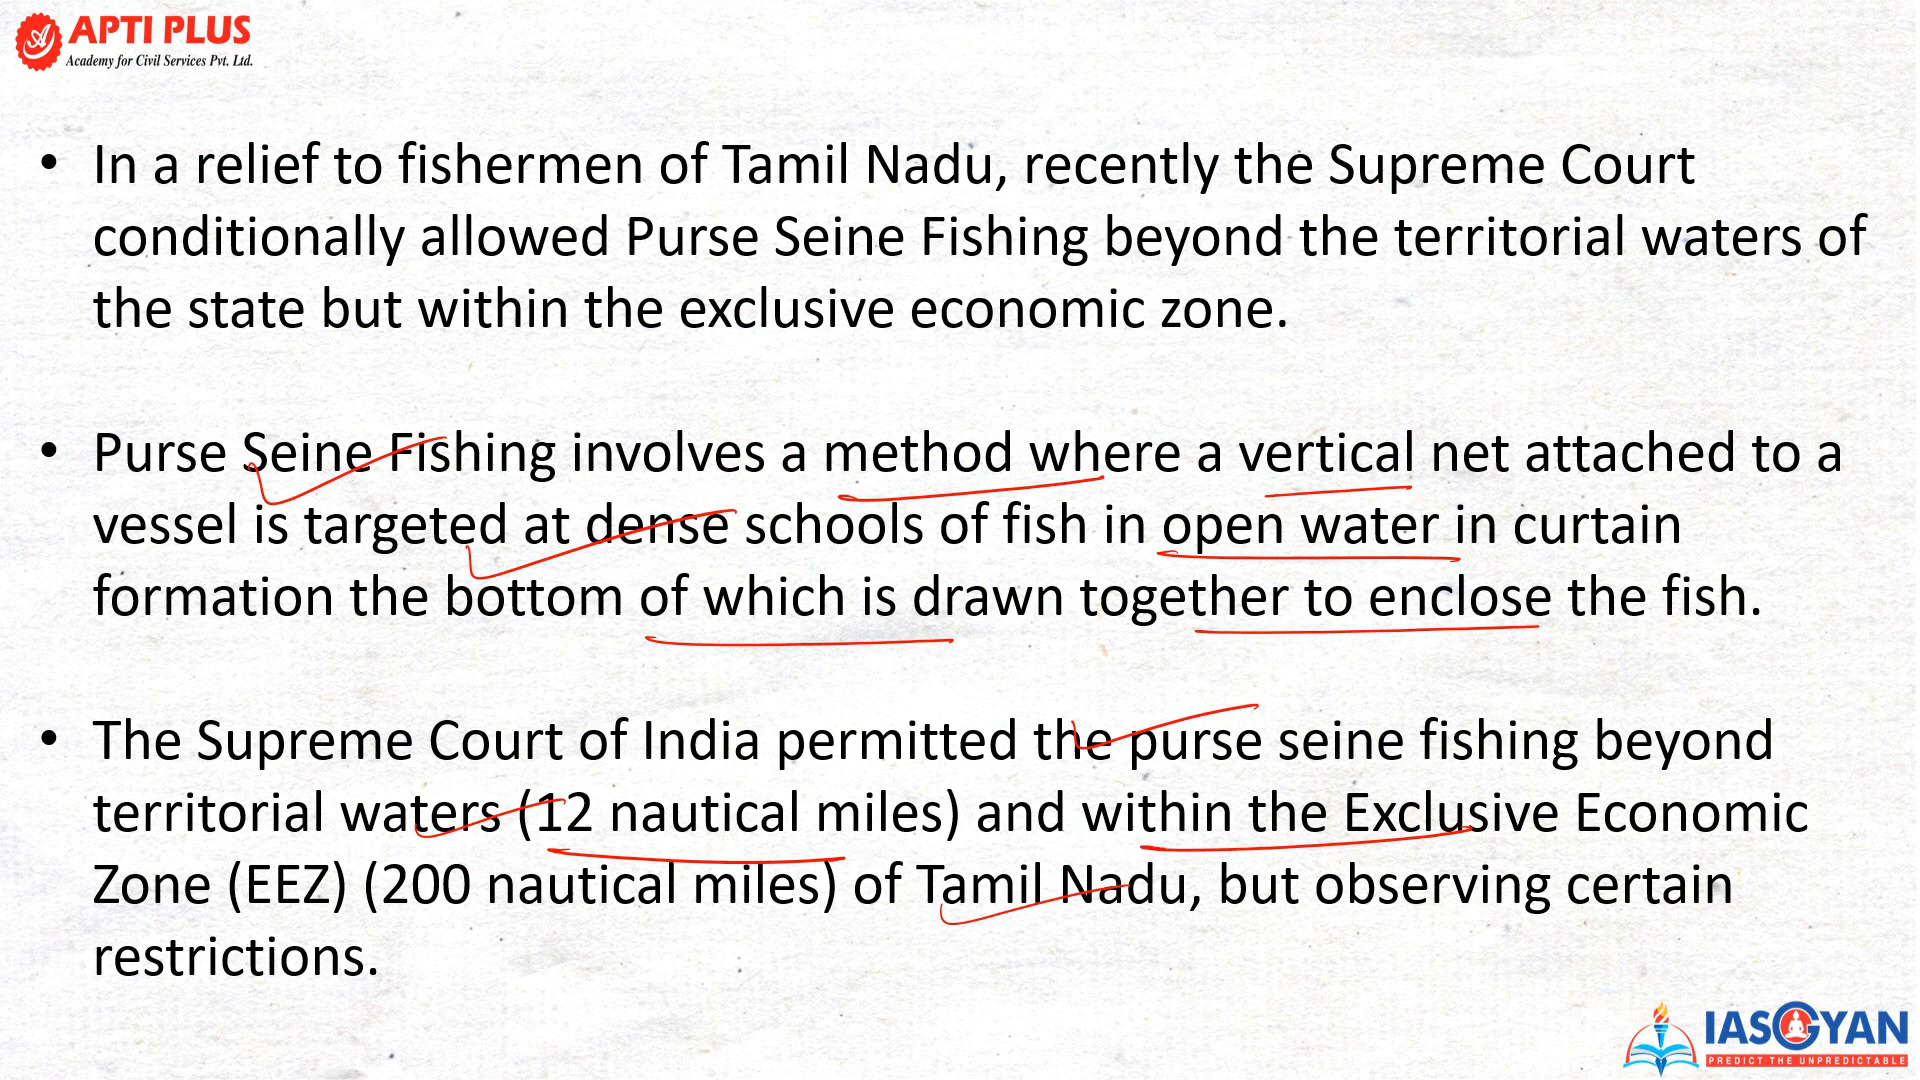 APTI PLUS
Academy for Civil Services Pvt. Ltd.
• In a relief to fishermen of Tamil Nadu, recently the Supreme Court
conditionally allowed Purse Seine Fishing beyond the territorial waters of
the state but within the exclusive economic zone.
• Purse Seine Fishing involves a method where a vertical net attached to a
vessel is targeted at dense schools of fish in open water in curtain
formation the bottom of which is drawn together to enclose the fish.
• The Supreme Court of India permitted the purse seine fishing beyond
territorial waters (12 nautical miles) and within the Exclusive Economic
Zone (EEZ) (200 nautical miles) of Tamil Nadu, but observing certain
restrictions.
IASGYAN
PREDICT THE UNPREDICTABLE